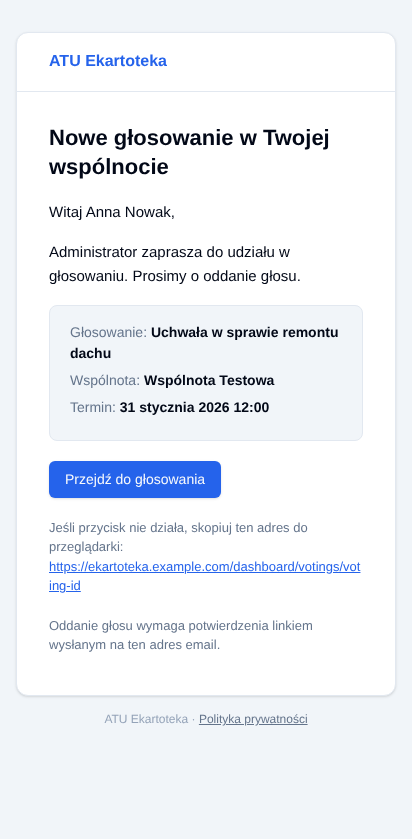 ATU Ekartoteka
Nowe głosowanie w Twojej
wspólnocie
Witaj Anna Nowak,
Administrator zaprasza do udziału w
głosowaniu. Prosimy o oddanie głosu.
Głosowanie: Uchwała w sprawie remontu
dachu
Wspólnota: Wspólnota Testowa
Termin: 31 stycznia 2026 12:00
Przejdź do głosowania
Jeśli przycisk nie działa, skopiuj ten adres do
przeglądarki:
https://ekartoteka.example.com/dashboard/votings/vot
ing-id
Oddanie głosu wymaga potwierdzenia linkiem
wysłanym na ten adres email.
ATU Ekartoteka · Polityka prywatności